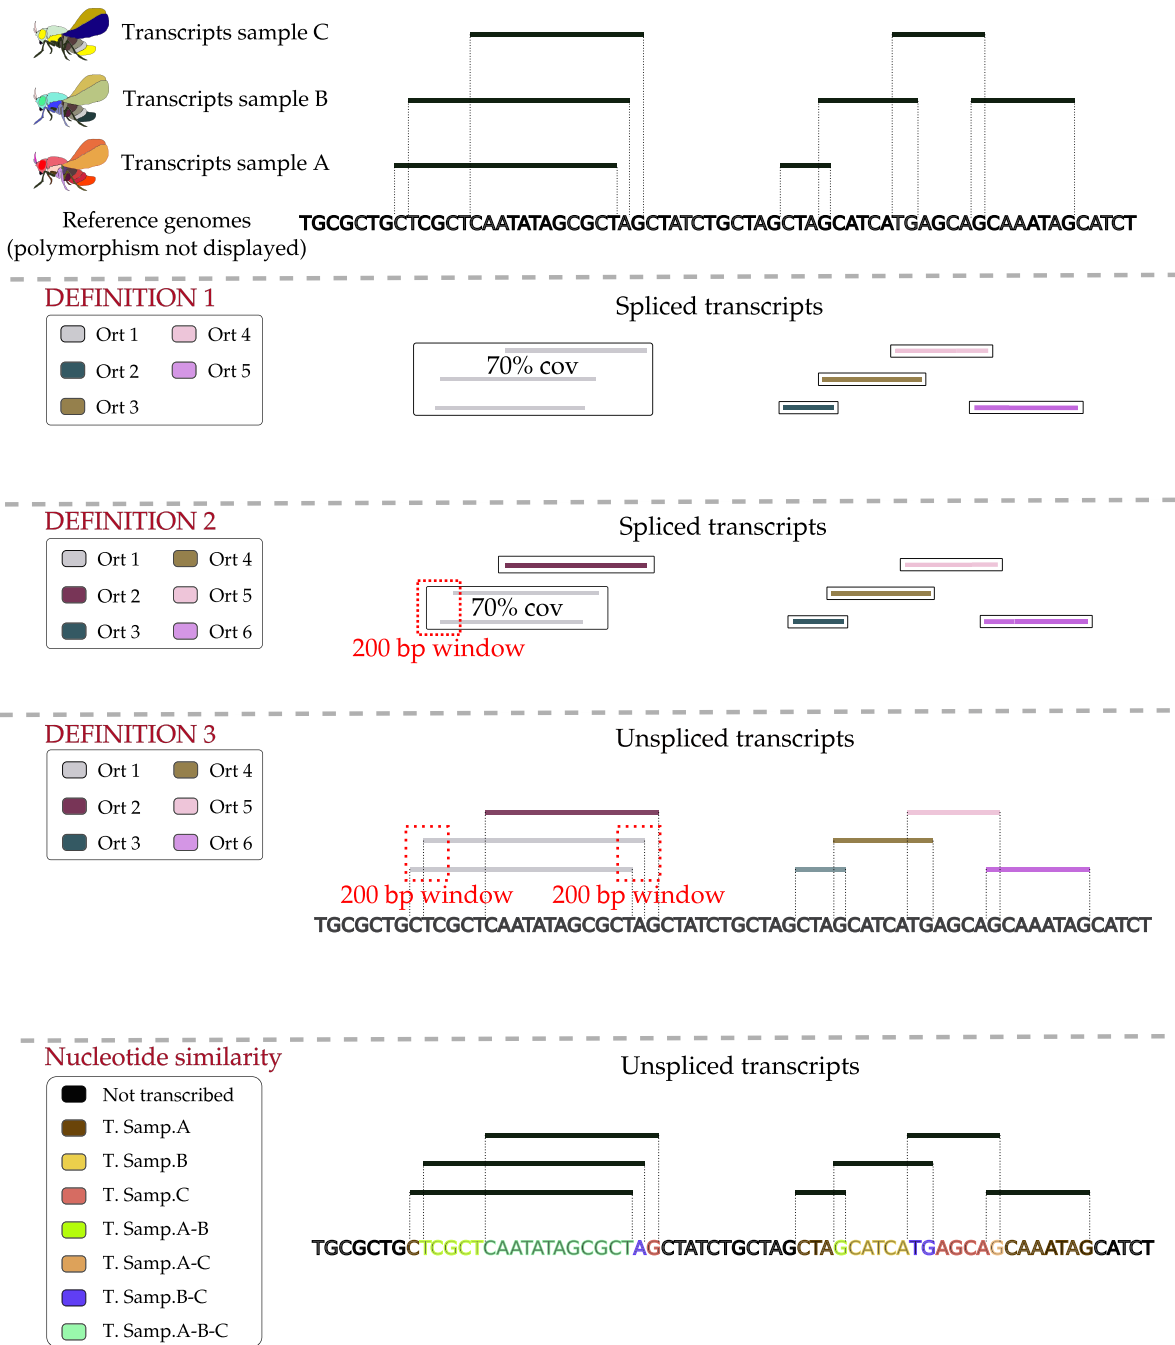 Transcripts sample C
Transcripts sample B
Transcripts sample A
Reference genomes
(polymorphism not displayed)
TGCGCTGCTCGCTCAATATAGCGCTAGCTATCTGCTAGCTAGCATCATGAGCAGCAAATAGCATCT
DEFINITION 1
Spliced transcripts
Ort 1
Ort 4
Ort 2
Ort 5
Ort 3
70% cov
DEFINITION 2
Spliced transcripts
Ort 1
Ort 4
Ort 2
Ort 5
Ort 3
Ort 6
70% cov
200 bp window
DEFINITION 3
Unspliced transcripts
Ort 1
Ort 4
Ort 2
Ort 5
Ort 3
Ort 6
200 bp window
200 bp window
TGCGCTGCTCGCTCAATATAGCGCTAGCTATCTGCTAGCTAGCATCATGAGCAGCAAATAGCATCT
Nucleotide similarity
Unspliced transcripts
Not transcribed
T. Samp.A
T. Samp.B
T. Samp.C
T. Samp.A-B
T. Samp.A-C
T. Samp.B-C
T. Samp.A-B-C
TGCGCTGCTCGCTCAATATAGCGCTAGCTATCTGCTAGCTAGCATCATGAGCAGCAAATAGCATCT